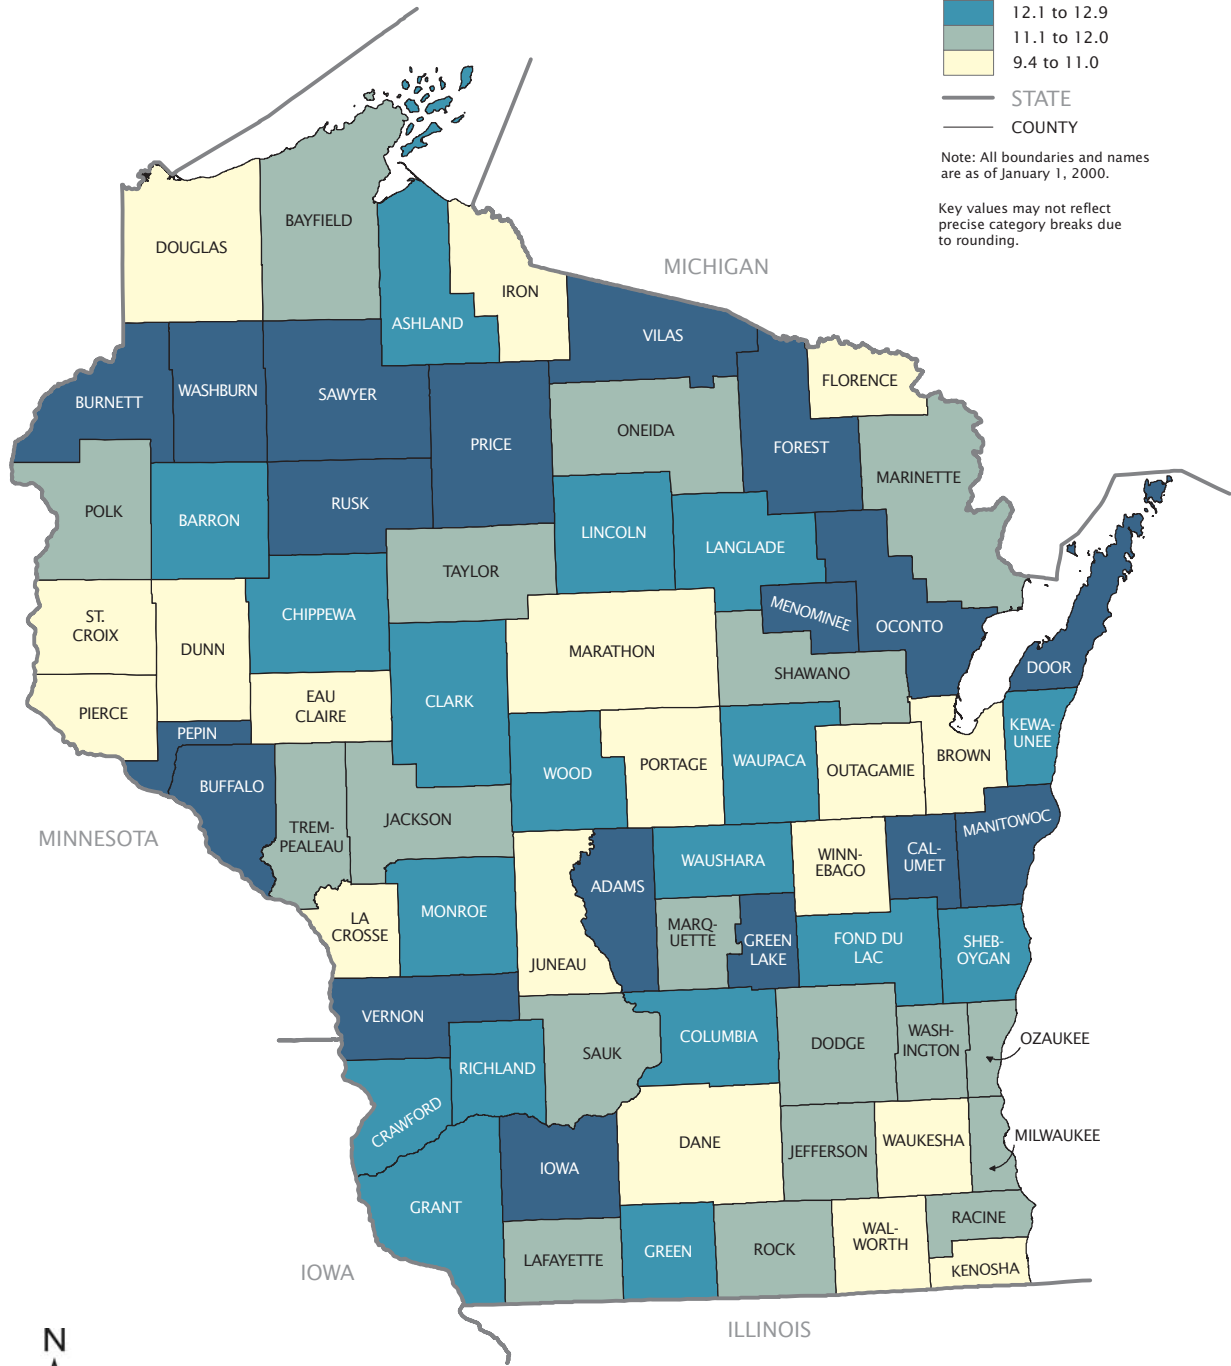 12.1 to 12.9
11.1 to 12.0
9.4 to 11.0
STATE
COUNTY
Note: All boundaries and names
are as of January 1, 2000.
Key values may not reflect
precise category breaks due
to rounding.
MICHIGAN
BAYFIELD
DOUGLAS
IRON
ASHLAND
VILAS
FLORENCE
BURNETT
WASHBURN
SAWYER
PRICE
ONEIDA
FOREST
MARINETTE
POLK
BARRON
RUSK
LINCOLN
LANGLADE
TAYLOR
ST.
CROIX
DUNN
CHIPPEWA
MARATHON
MENOMINEE
OCONTO
SHAWANO
DOOR
PIERCE
PEPIN
EAU
CLAIRE
CLARK
KEWA-
UNEE
BROWN
WOOD
PORTAGE
WAUPACA
OUTAGAMIE
BUFFALO
MINNESOTA
TREM-
PEALEAU
JACKSON
MANITOWOC
CAL-
UMET
WINN-
EBAGO
WAUSHARA
ADAMS
MONROE
LA
CROSSE
JUNEAU
MARQ-
UETTE
GREEN
LAKE
FOND DU
LAC
SHEB-
OYGAN
VERNON
RICHLAND
SAUK
COLUMBIA
DODGE
WASH-
INGTON
OZAUKEE
CRAWFORD
DANE
JEFFERSON
WAUKESHA
MILWAUKEE
IOWA
GRANT
LAFAYETTE
GREEN
ROCK
WAL-
WORTH
RACINE
KENOSHA
IOWA
ILLINOIS
N